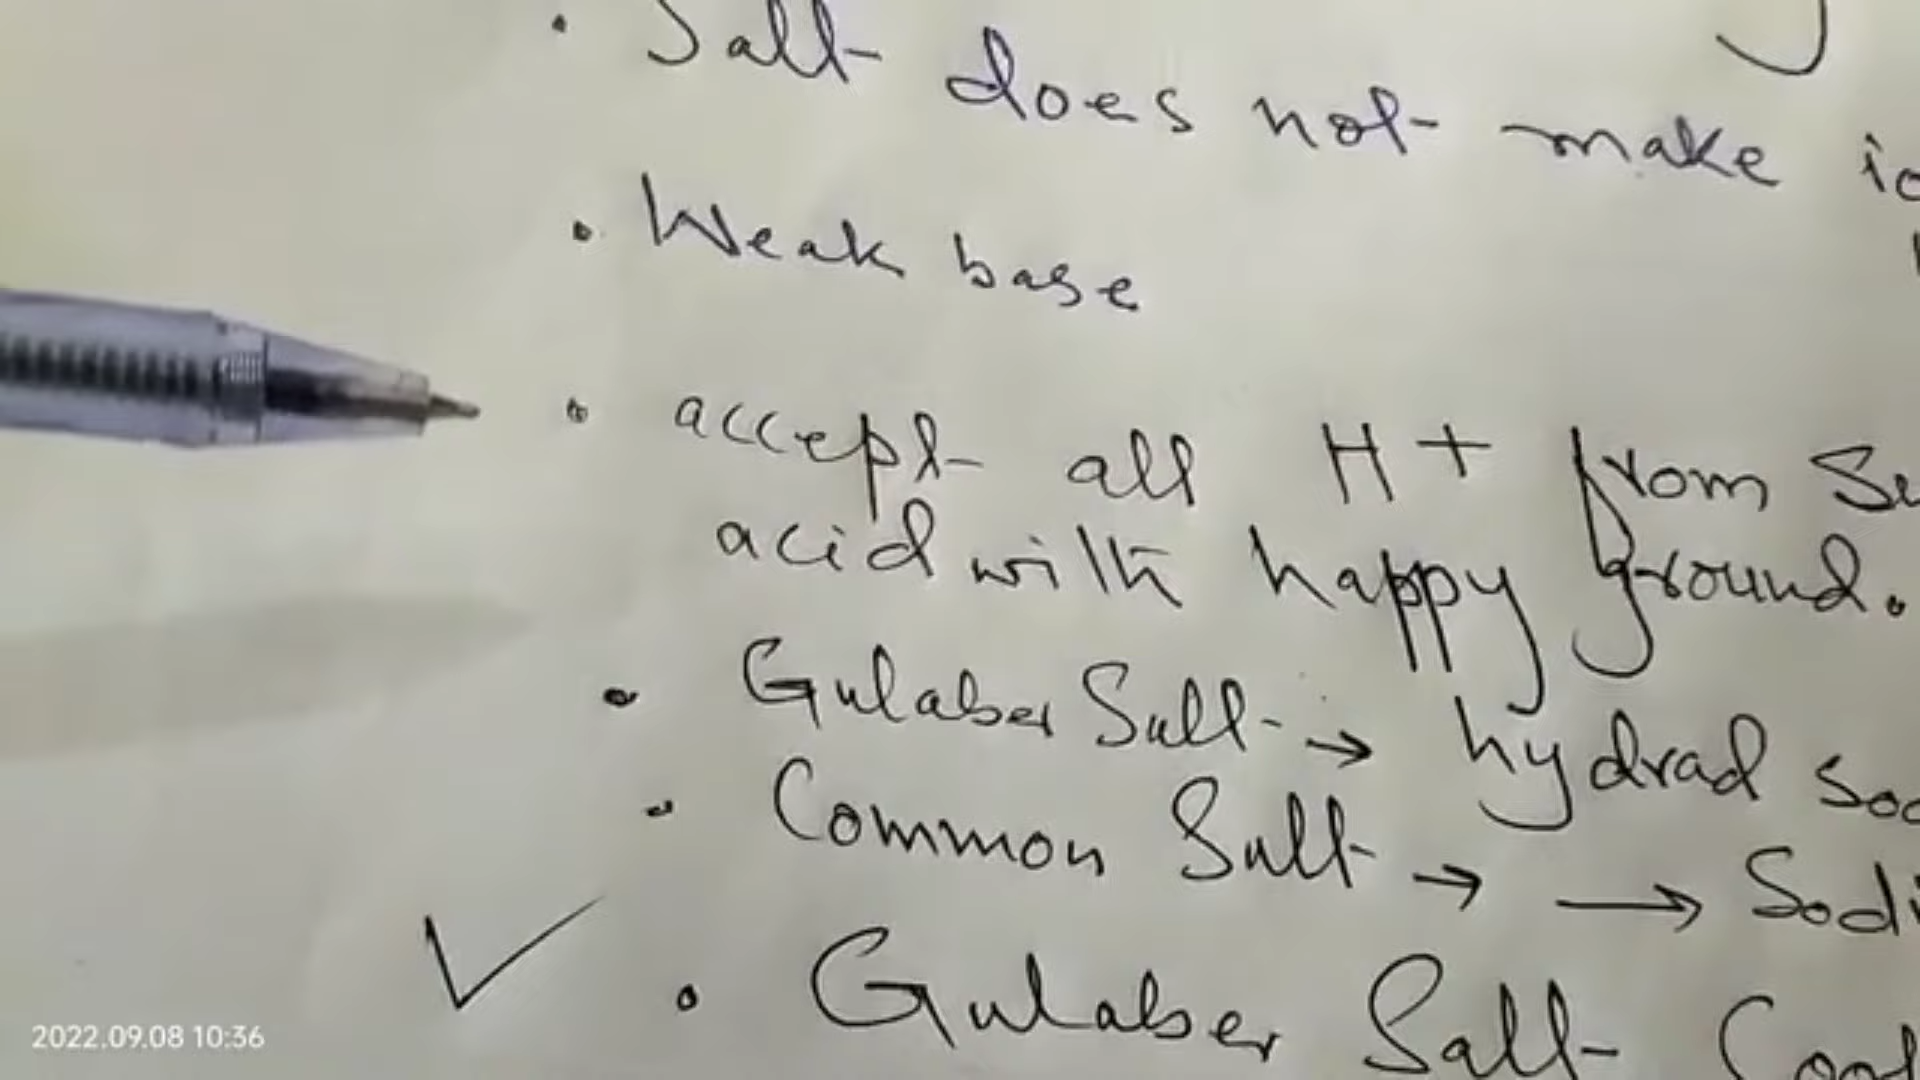 • Salt does not make
• Weak base
• accept all H+ from
acid with happy ground.
• Gulaber Salt → hydrad
• Common Salt → →
• Gulaber Salt
2022.09.08 10:36